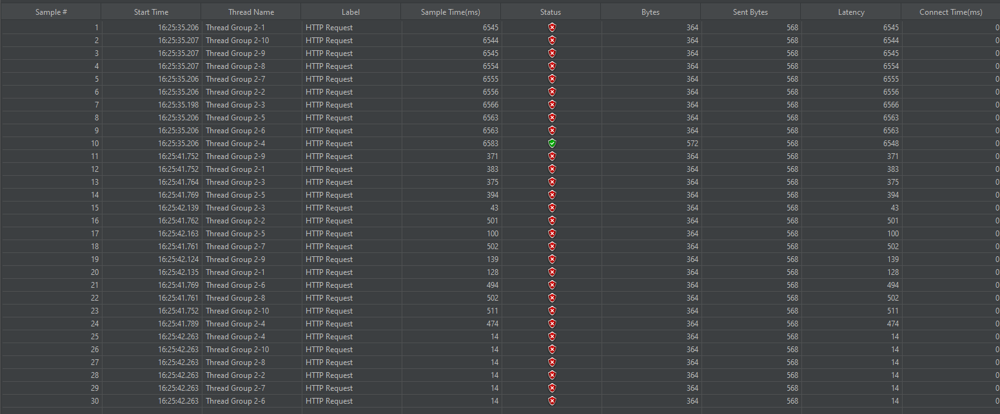 Sample # Start Time Thread Name Label Sample Time(ms) Status Bytes Sent Bytes Latency Connect Time(ms)
1 16:25:35.206 Thread Group 2-1 HTTP Request 6545 364 568 6545 0
2 16:25:35.207 Thread Group 2-10 HTTP Request 6544 364 568 6544 0
3 16:25:35.207 Thread Group 2-9 HTTP Request 6545 364 568 6545 0
4 16:25:35.207 Thread Group 2-8 HTTP Request 6554 364 568 6554 0
5 16:25:35.206 Thread Group 2-7 HTTP Request 6555 364 568 6555 0
6 16:25:35.206 Thread Group 2-2 HTTP Request 6556 364 568 6556 0
7 16:25:35.198 Thread Group 2-3 HTTP Request 6566 364 568 6566 0
8 16:25:35.206 Thread Group 2-5 HTTP Request 6563 364 568 6563 0
9 16:25:35.206 Thread Group 2-6 HTTP Request 6563 364 568 6563 0
10 16:25:35.206 Thread Group 2-4 HTTP Request 6583 572 568 6548 0
11 16:25:41.752 Thread Group 2-9 HTTP Request 371 364 568 371 0
12 16:25:41.752 Thread Group 2-1 HTTP Request 383 364 568 383 0
13 16:25:41.764 Thread Group 2-3 HTTP Request 375 364 568 375 0
14 16:25:41.769 Thread Group 2-5 HTTP Request 394 364 568 394 0
15 16:25:42.139 Thread Group 2-3 HTTP Request 43 364 568 43 0
16 16:25:41.762 Thread Group 2-2 HTTP Request 501 364 568 501 0
17 16:25:42.163 Thread Group 2-5 HTTP Request 100 364 568 100 0
18 16:25:41.761 Thread Group 2-7 HTTP Request 502 364 568 502 0
19 16:25:42.124 Thread Group 2-9 HTTP Request 139 364 568 139 0
20 16:25:42.135 Thread Group 2-1 HTTP Request 128 364 568 128 0
21 16:25:41.769 Thread Group 2-6 HTTP Request 494 364 568 494 0
22 16:25:41.761 Thread Group 2-8 HTTP Request 502 364 568 502 0
23 16:25:41.752 Thread Group 2-10 HTTP Request 511 364 568 511 0
24 16:25:41.789 Thread Group 2-4 HTTP Request 474 364 568 474 0
25 16:25:42.263 Thread Group 2-4 HTTP Request 14 364 568 14 0
26 16:25:42.263 Thread Group 2-10 HTTP Request 14 364 568 14 0
27 16:25:42.263 Thread Group 2-8 HTTP Request 14 364 568 14 0
28 16:25:42.263 Thread Group 2-2 HTTP Request 14 364 568 14 0
29 16:25:42.263 Thread Group 2-7 HTTP Request 14 364 568 14 0
30 16:25:42.263 Thread Group 2-6 HTTP Request 14 364 568 14 0